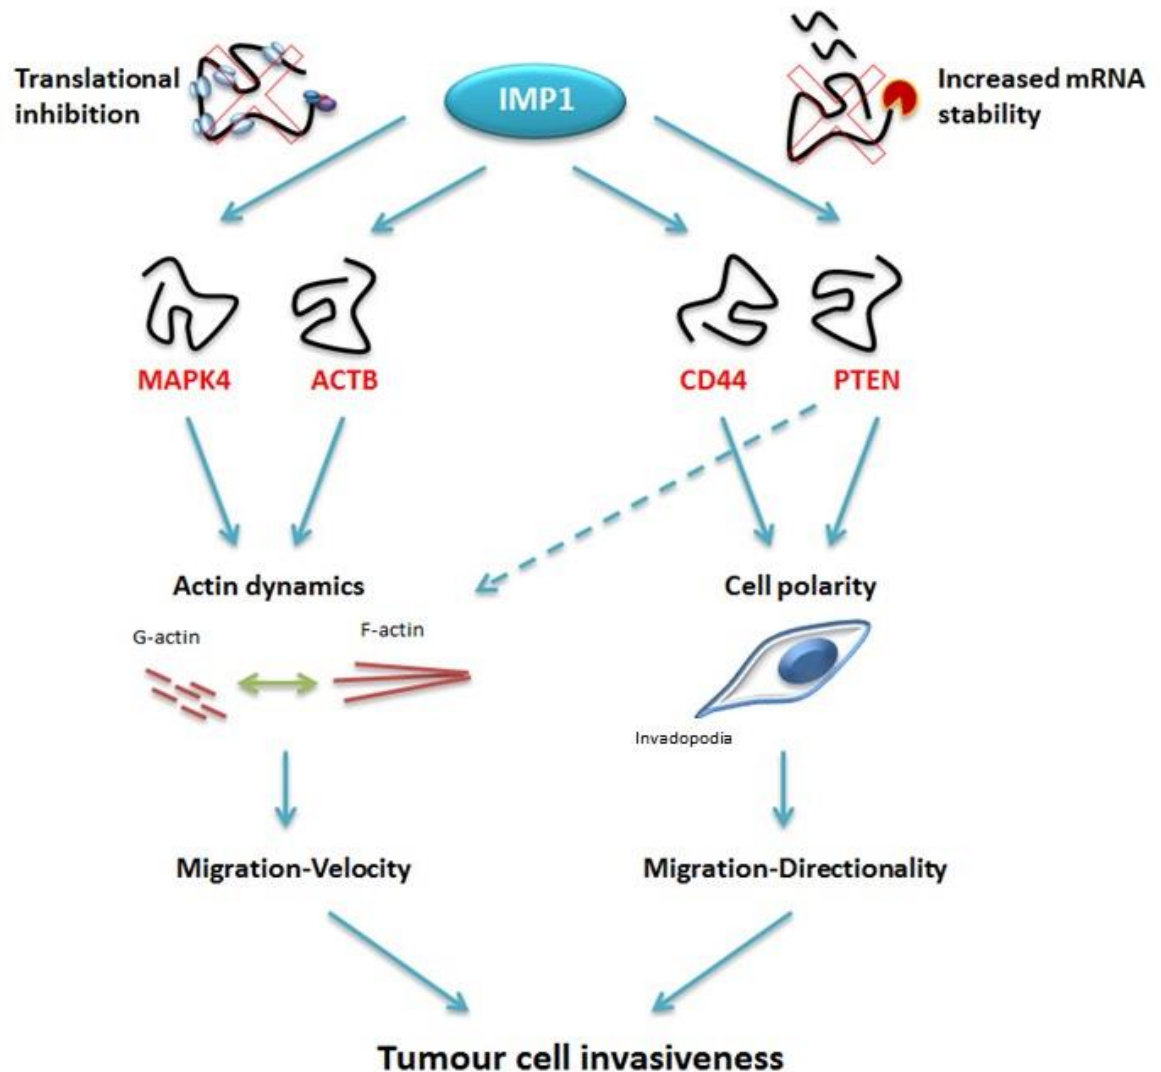 Translational
inhibition
IMP1
Increased mRNA
stability
MAPK4
ACTB
CD44
PTEN
Actin dynamics
Cell polarity
G-actin
F-actin
Invadopodia
Migration-Velocity
Migration-Directionality
Tumour cell invasiveness